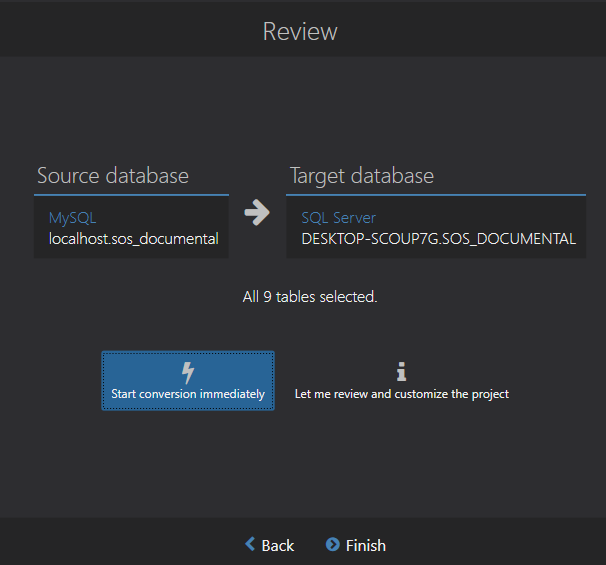 Review
Source database
Target database
MySQL
localhost.sos_documental
SQL Server
DESKTOP-SCOUP7G.SOS_DOCUMENTAL
All 9 tables selected.
Start conversion immediately
Let me review and customize the project
Back
Finish